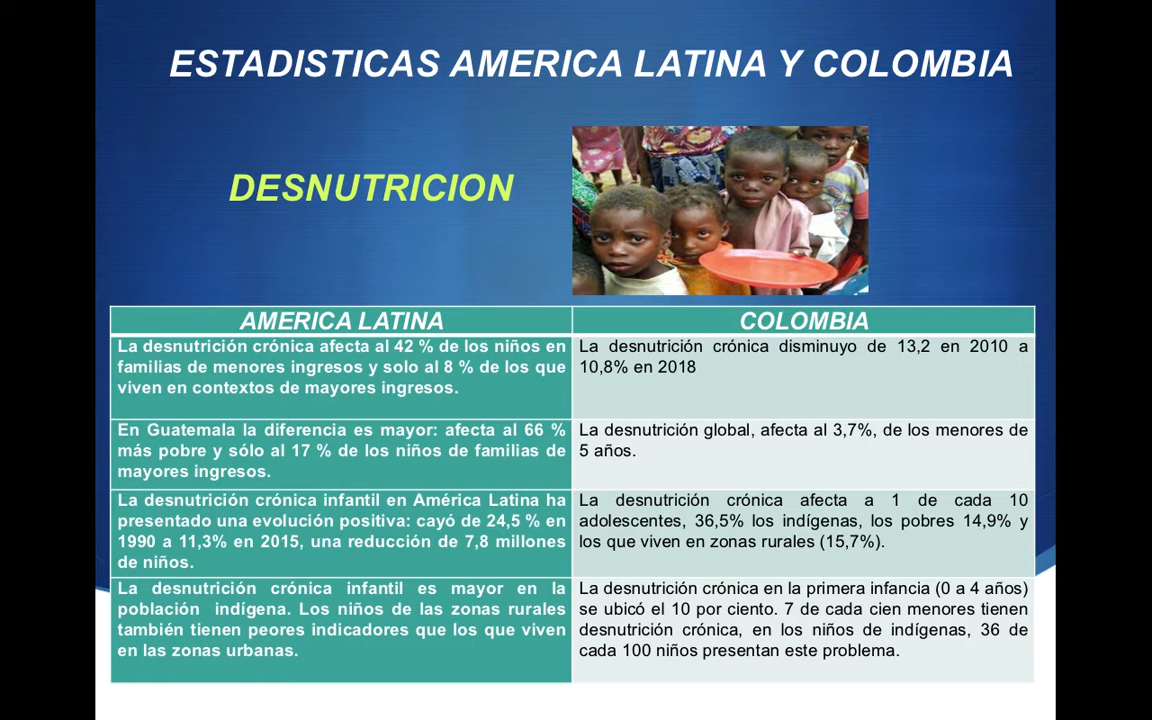 ESTADISTICAS AMERICA LATINA Y COLOMBIA
DESNUTRICION
AMERICA LATINA
La desnutrición crónica afecta al 42 % de los niños en
familias de menores ingresos y solo al 8 % de los que
viven en contextos de mayores ingresos.
En Guatemala la diferencia es mayor: afecta al 66 %
más pobre y sólo al 17 % de los niños de familias de
mayores ingresos.
La desnutrición crónica infantil en América Latina ha
presentado una evolución positiva: cayó de 24,5 % en
1990 a 11,3% en 2015, una reducción de 7,8 millones
de niños.
La desnutrición crónica infantil es mayor en la
población indígena. Los niños de las zonas rurales
también tienen peores indicadores que los que viven
en las zonas urbanas.
COLOMBIA
La desnutrición crónica disminuyo de 13,2 en 2010 a
10,8% en 2018
La desnutrición global, afecta al 3,7%, de los menores de
5 años.
La desnutrición crónica afecta a 1 de cada 10
adolescentes, 36,5% los indígenas, los pobres 14,9% y
los que viven en zonas rurales (15,7%).
La desnutrición crónica en la primera infancia (0 a 4 años)
se ubicó el 10 por ciento. 7 de cada cien menores tienen
desnutrición crónica, en los niños de indígenas, 36 de
cada 100 niños presentan este problema.